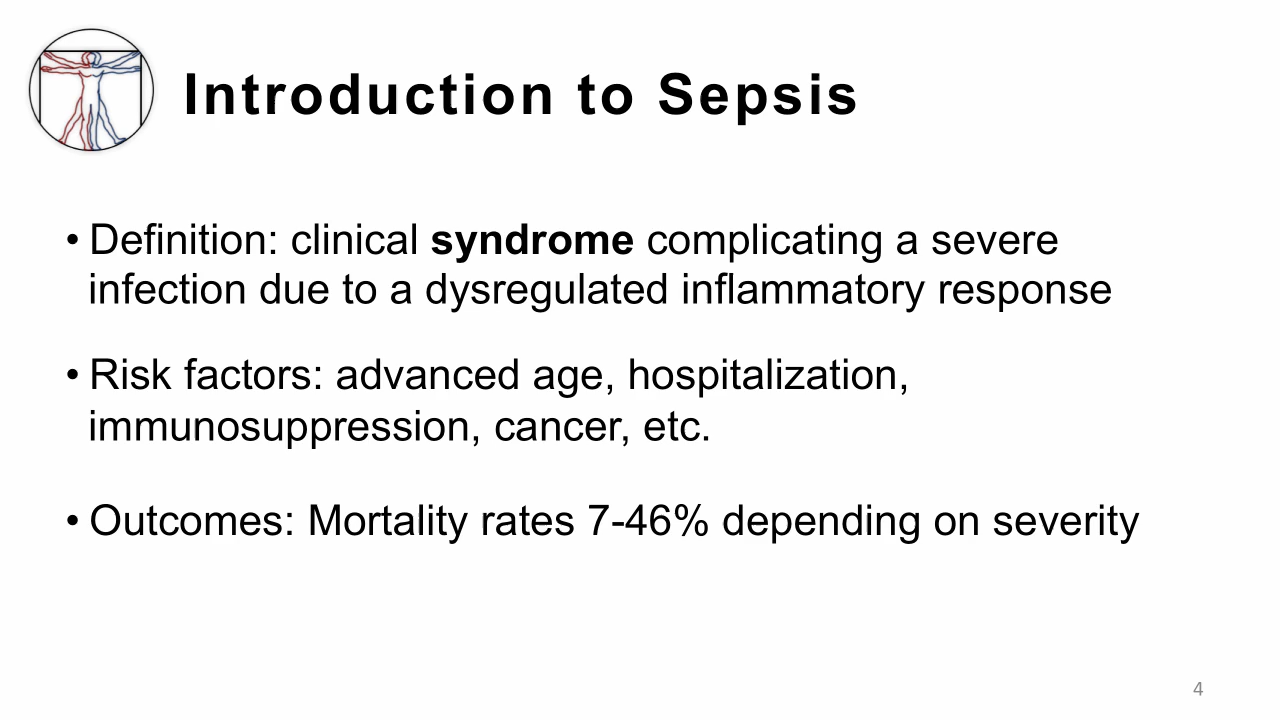 Introduction to Sepsis
• Definition: clinical syndrome complicating a severe
infection due to a dysregulated inflammatory response
• Risk factors: advanced age, hospitalization,
immunosuppression, cancer, etc.
• Outcomes: Mortality rates 7-46% depending on severity
4